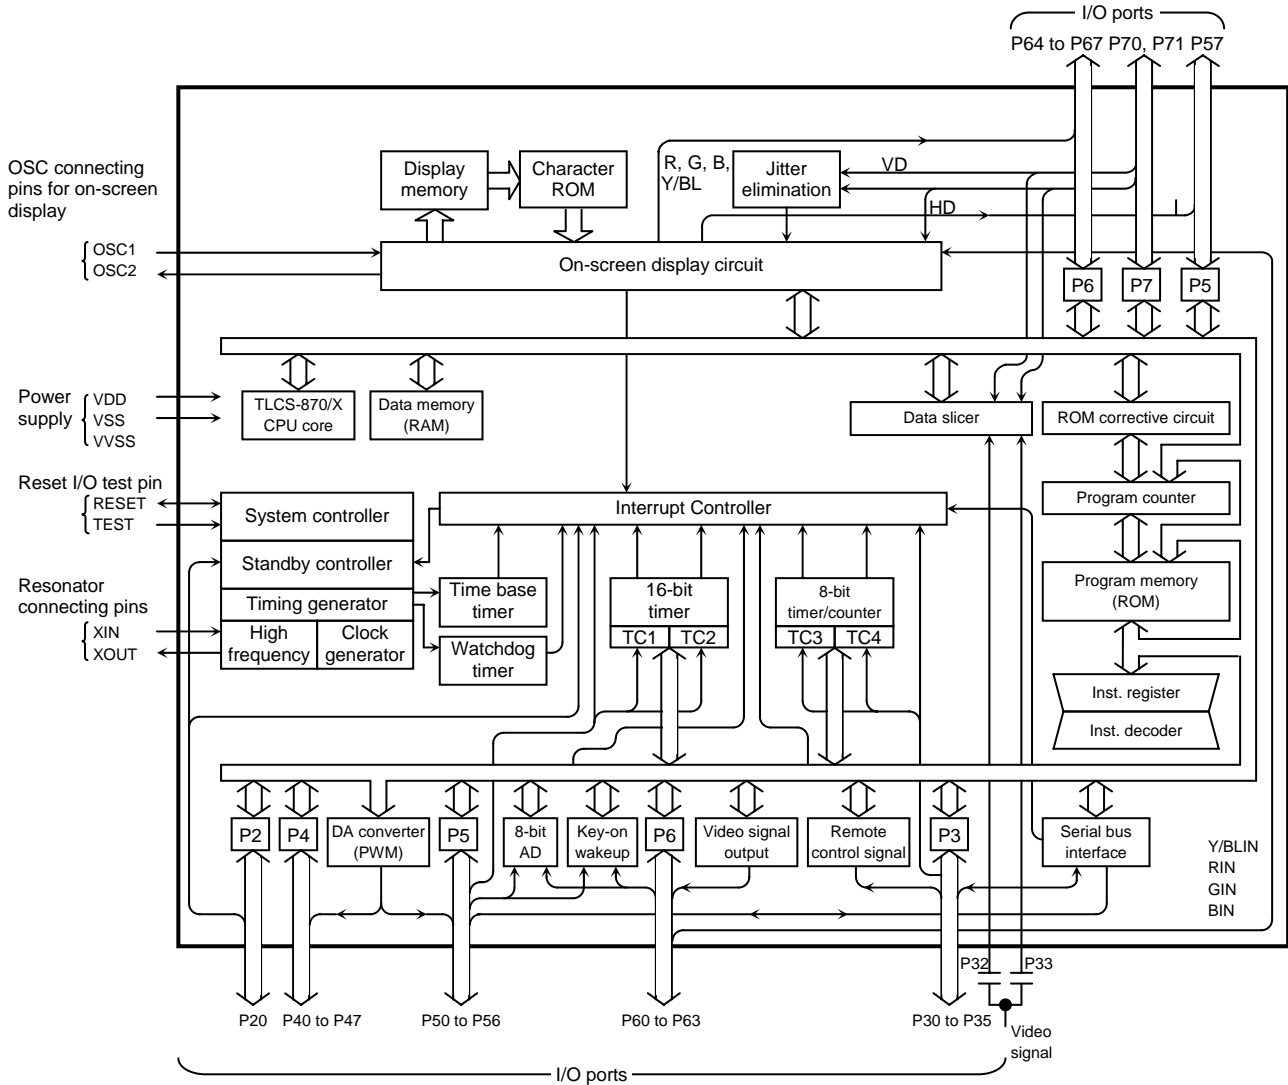 I/O ports
P64 to P67 P70, P71 P57
OSC connecting
pins for on-screen
display
OSC1
OSC2
Display
memory
Character
ROM
R, G, B,
Y/BL
Jitter
elimination
VD
HD
I
On-screen display circuit
P6
P7
P5
Power
supply
VDD
VSS
VVSS
TLCS-870/X
CPU core
Data memory
(RAM)
Data slicer
ROM corrective circuit
Reset I/O test pin
RESET
TEST
System controller
Interrupt Controller
Program counter
Standby controller
Resonator
connecting pins
XIN
XOUT
Timing generator
High
frequency
Clock
generator
Time base
timer
Watchdog
timer
16-bit
timer
TC1
TC2
8-bit
timer/counter
TC3
TC4
Program memory
(ROM)
Inst. register
Inst. decoder
P2
P4
DA converter
(PWM)
P5
8-bit
AD
Key-on
wakeup
P6
Video signal
output
Remote
control signal
P3
Serial bus
interface
Y/BLIN
RIN
GIN
BIN
P32
P33
P20
P40 to P47
P50 to P56
P60 to P63
P30 to P35
Video
signal
I/O ports